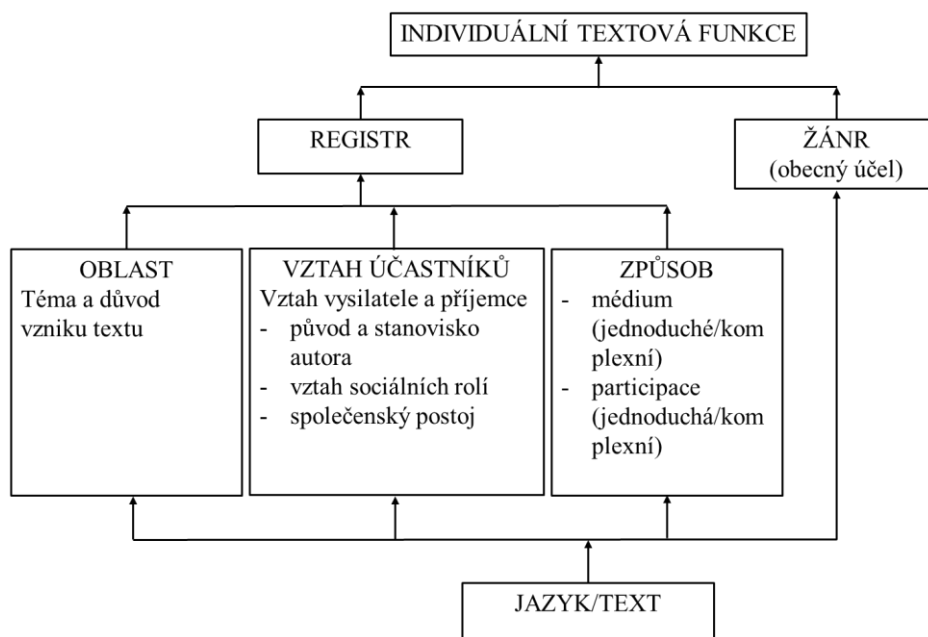 INDIVIDUÁLNÍ TEXTOVÁ FUNKCE
REGISTR
ŽÁNR
(obecný účel)
OBLAST
Téma a důvod
vzniku textu
VZTAH ÚČASTNÍKŮ
Vztah vysilatele a příjemce
- původ a stanovisko
autora
- vztah sociálních rolí
- společenský postoj
ZPŮSOB
- médium
(jednoduché/kom
plexní)
- participace
(jednoduchá/kom
plexní)
JAZYK/TEXT